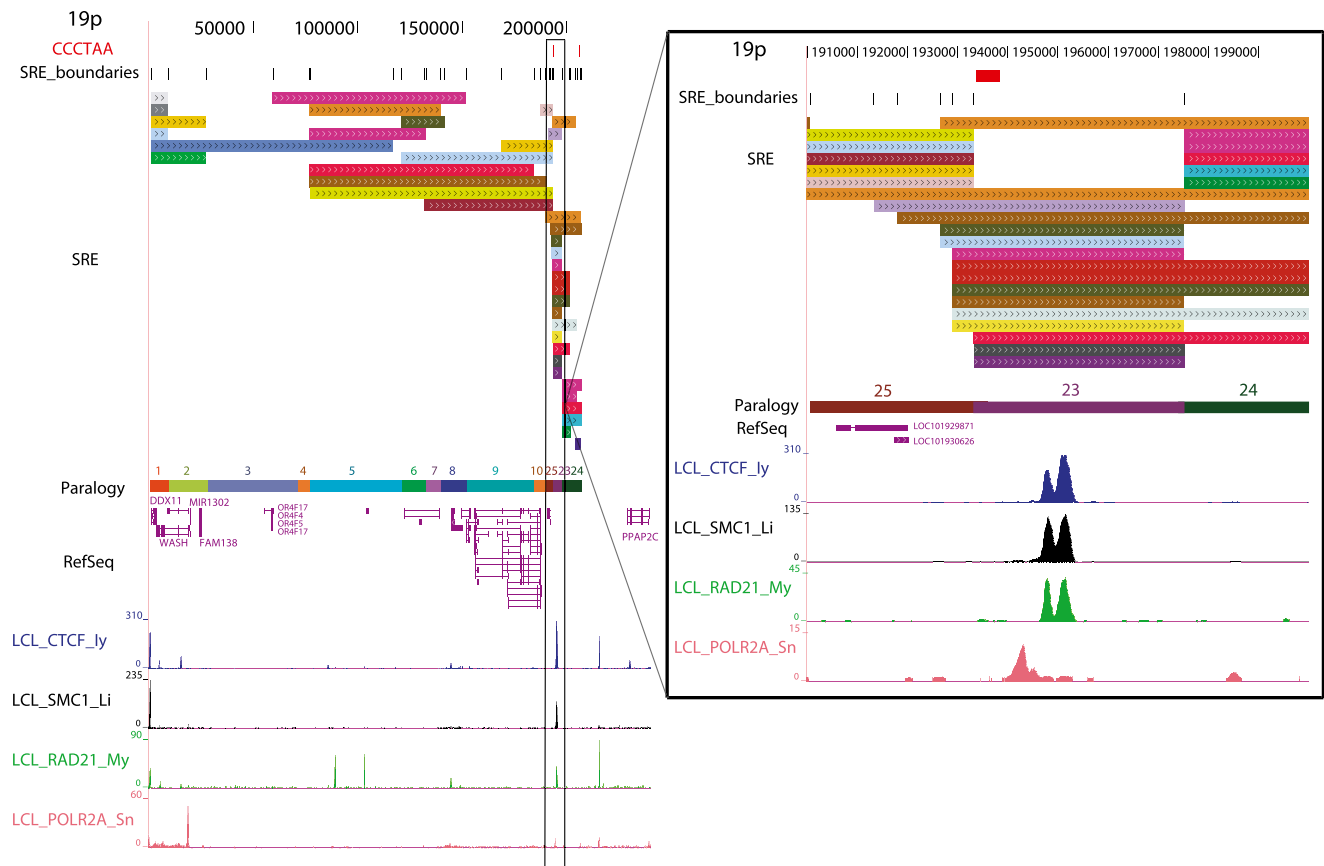 19p
50000 100000 150000 200000
CCCTAA
SRE_boundaries
SRE
Paralogy
1 2 3 4 5 6 7 8 9 10 25 23 24
DDX11
MIR1302
WASH
FAM138
OR4F17
OR4F4
OR4F5
OR4F17
PPAP2C
RefSeq
310
LCL_CTCF_Iy
0
235
LCL_SMC1_Li
0
90
LCL_RAD21_My
0
60
LCL_POLR2A_Sn
0
19p
191000 192000 193000 194000 195000 196000 197000 198000 199000
SRE_boundaries
SRE
25 23 24
Paralogy
RefSeq
LOC101929871
LOC101930626
310
LCL_CTCF_Iy
0
135
LCL_SMC1_Li
0
45
LCL_RAD21_My
0
15
LCL_POLR2A_Sn
0